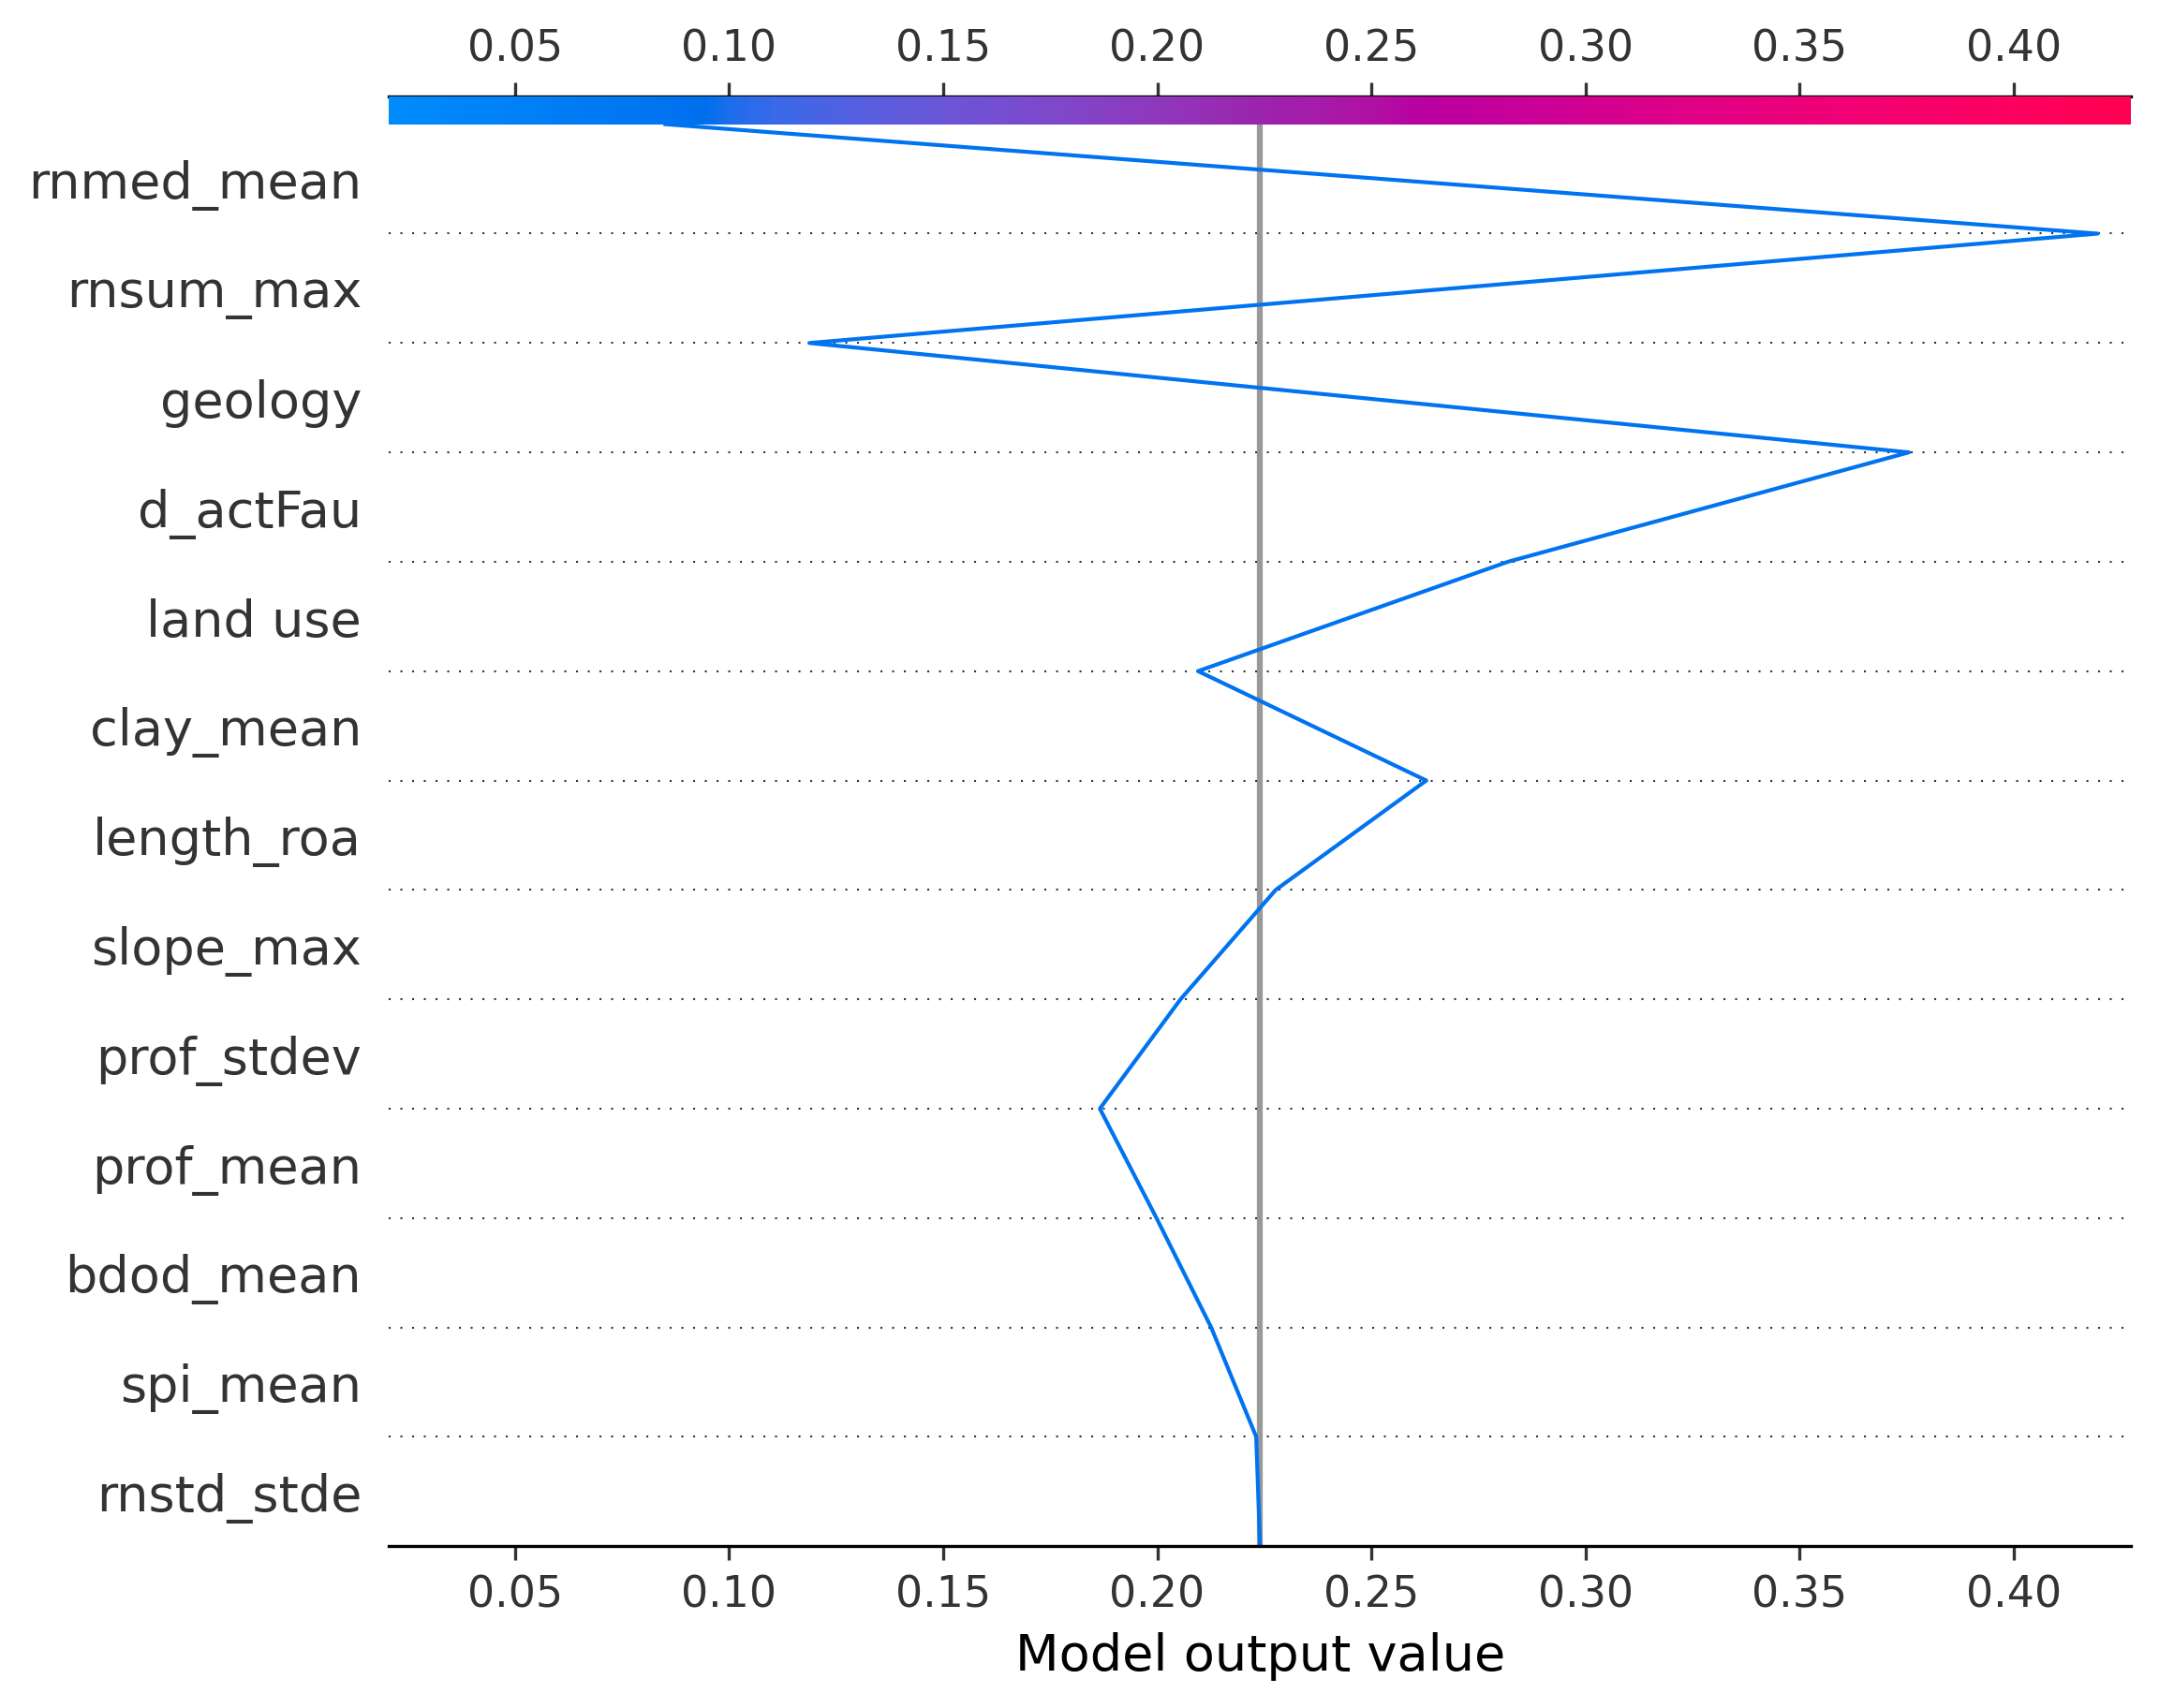 0.05 0.10 0.15 0.20 0.25 0.30 0.35 0.40
rnmed_mean
rnsum_max
geology
d_actFau
land use
clay_mean
length_roa
slope_max
prof_stdev
prof_mean
bdod_mean
spi_mean
rnstd_stde
0.05 0.10 0.15 0.20 0.25 0.30 0.35 0.40
Model output value